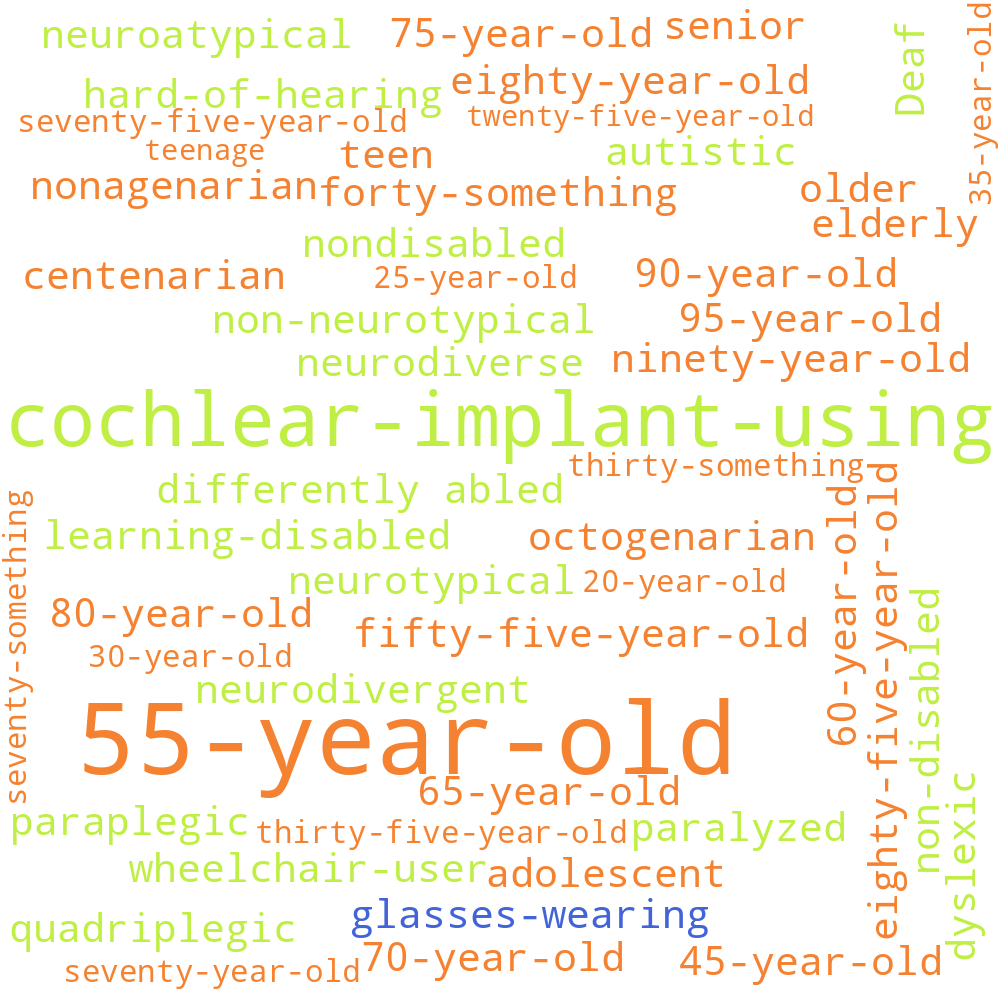 neuroatypical
75-year-old
senior
Deaf
35-year-old
hard-of-hearing
eighty-year-old
seventy-five-year-old
twenty-five-year-old
teenage
teen
autistic
nonagenarian
forty-something
older
elderly
nondisabled
centenarian
25-year-old
90-year-old
non-neurotypical
95-year-old
neurodiverse
ninety-year-old
cochlear-implant-using
thirty-something
differently abled
learning-disabled
octogenarian
60-year-old
eighty-five-year-old
seventy-something
neurotypical
20-year-old
80-year-old
fifty-five-year-old
non-disabled
30-year-old
neurodivergent
55-year-old
65-year-old
paraplegic
thirty-five-year-old
paralyzed
dyslexic
wheelchair-user
adolescent
quadriplegic
glasses-wearing
seventy-year-old
70-year-old
45-year-old